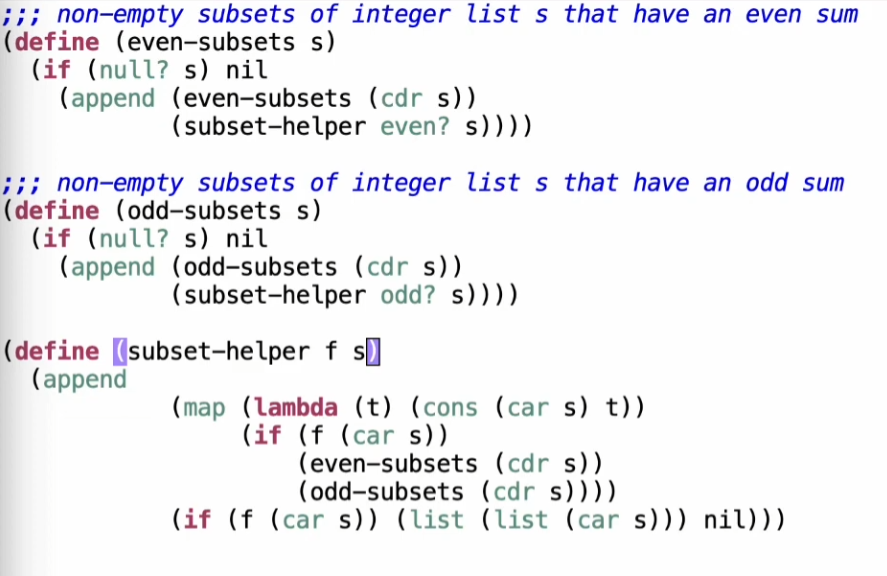 ;;; non-empty subsets of integer list s that have an even sum
(define (even-subsets s)
  (if (null? s) nil
    (append (even-subsets (cdr s))
            (subset-helper even? s))))

;;; non-empty subsets of integer list s that have an odd sum
(define (odd-subsets s)
  (if (null? s) nil
    (append (odd-subsets (cdr s))
            (subset-helper odd? s))))

(define (subset-helper f s)
  (append
            (map (lambda (t) (cons (car s) t))
                 (if (f (car s))
                     (even-subsets (cdr s))
                     (odd-subsets (cdr s))))
            (if (f (car s)) (list (list (car s))) nil)))